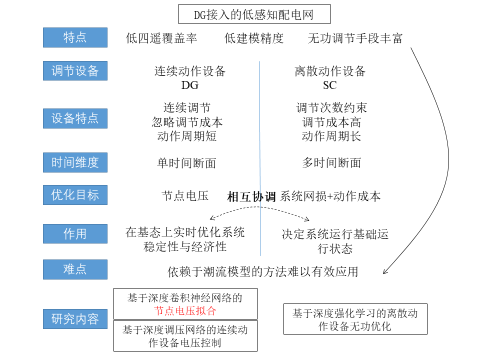 DG接入的低感知配电网
特点
低四遥覆盖率
低建模精度
无功调节手段丰富
调节设备
连续动作设备
DG
离散动作设备
SC
设备特点
连续调节
忽略调节成本
动作周期短
调节次数约束
调节成本高
动作周期长
时间维度
单时间断面
多时间断面
优化目标
节点电压
相互协调
系统网损+动作成本
作用
在基态上实时优化系统
稳定性与经济性
决定系统运行基础运
行状态
难点
依赖于潮流模型的方法难以有效应用
研究内容
基于深度卷积神经网络的
节点电压拟合
基于深度调压网络的连续动
作设备电压控制
基于深度强化学习的离散动
作设备无功优化